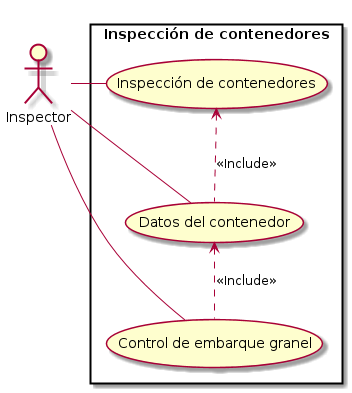 Inspección de contenedores
Inspección de contenedores
Inspector
«Include»
Datos del contenedor
«Include»
Control de embarque granel